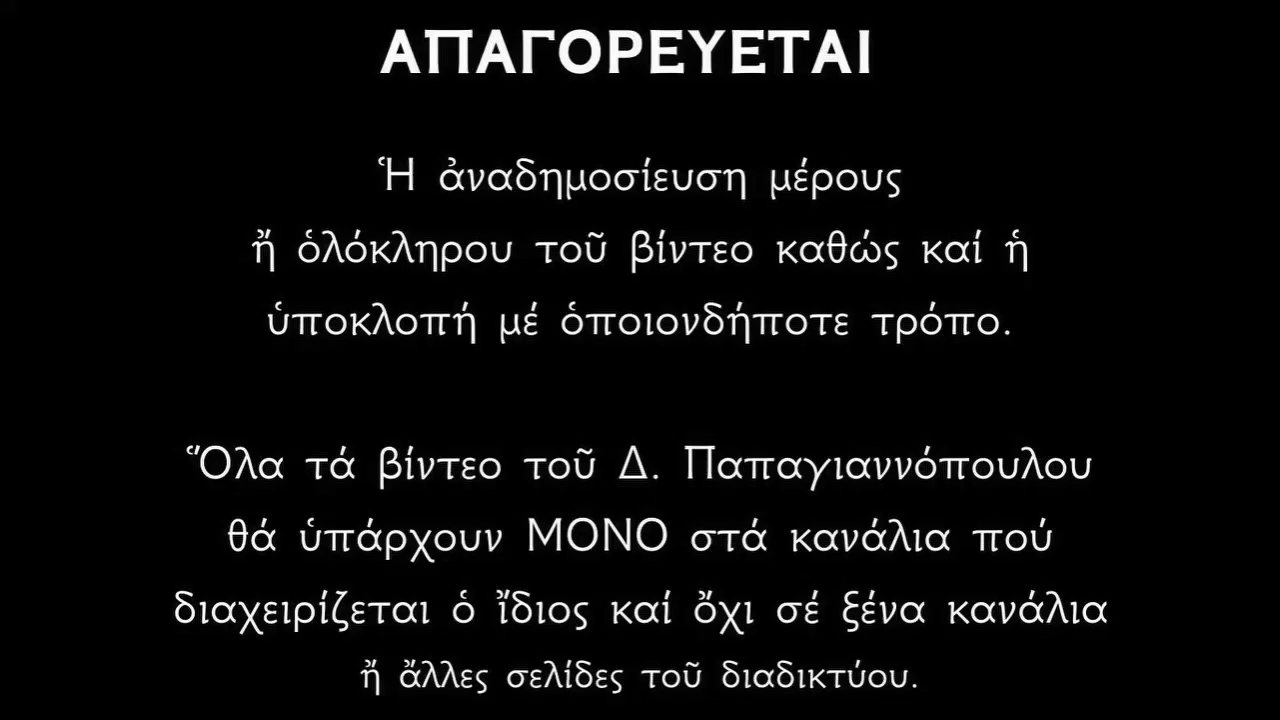 ΑΠΑΓΟΡΕΥΕΤΑΙ
Ἡ ἀναδημοσίευση μέρους
ἤ ὁλόκληρου τοῦ βίντεο καθώς καί ἡ
ὑποκλοπή μέ ὁποιονδήποτε τρόπο.
Ὅλα τά βίντεο τοῦ Δ. Παπαγιαννόπουλου
θά ὑπάρχουν ΜΟΝΟ στά κανάλια πού
διαχειρίζεται ὁ ἴδιος καί ὄχι σέ ξένα κανάλια
ἤ ἄλλες σελίδες τοῦ διαδικτύου.